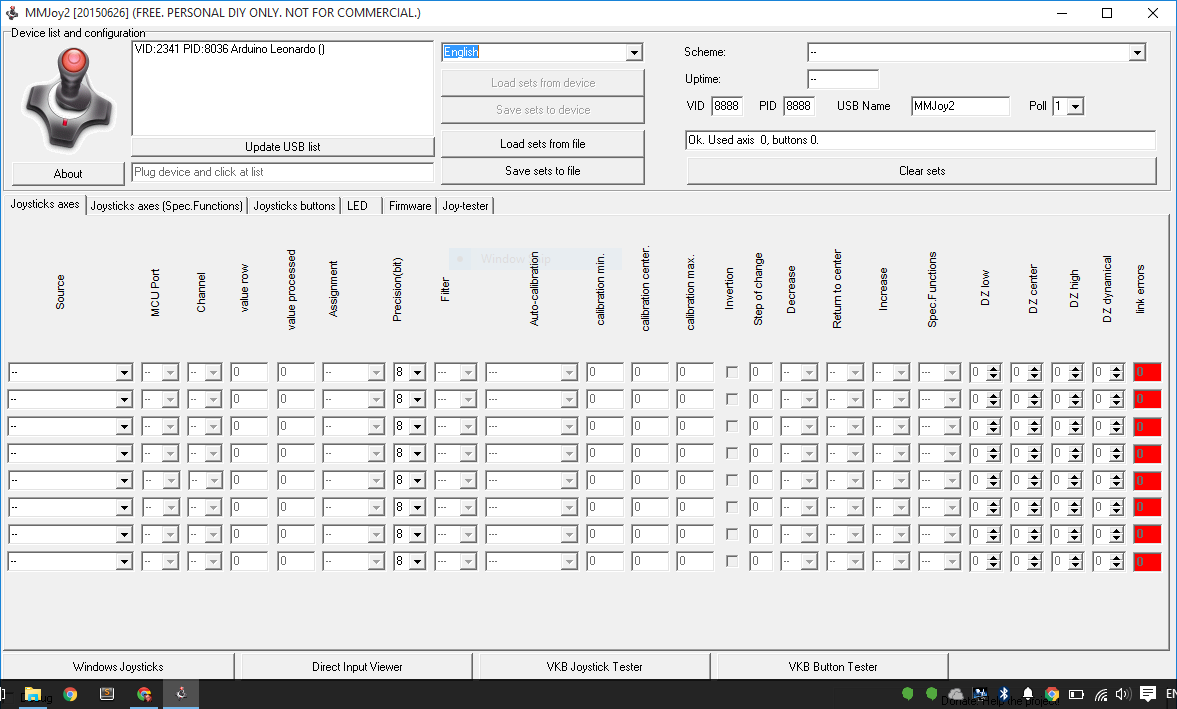 MMJoy2 [20150626] (FREE. PERSONAL DIY ONLY. NOT FOR COMMERCIAL.)
Device list and configuration
VID:2341 PID:8036 Arduino Leonardo ()
English
Scheme: --
Load sets from device
Uptime: --
Save sets to device
VID 8888 PID 8888 USB Name MMJoy2 Poll 1
Update USB list
Load sets from file
Ok. Used axis 0, buttons 0.
About
Plug device and click at list
Save sets to file
Clear sets
Joysticks axes
Joysticks axes (Spec.Functions)
Joysticks buttons
LED
Firmware
Joy-tester
Window Snip
Source
MCU Port
Channel
value row
value processed
Assignment
Precision(bit)
Filter
Auto-calibration
calibration min.
calibration center.
calibration max.
Invertion
Step of change
Decrease
Return to center
Increase
Spec.Functions
DZ low
DZ center
DZ high
DZ dynamical
link errors
-- -- -- 0 0 -- 8 --- --- 0 0 0 0 -- -- -- --- 0 0 0 0 0
-- -- -- 0 0 -- 8 --- --- 0 0 0 0 -- -- -- --- 0 0 0 0 0
-- -- -- 0 0 -- 8 --- --- 0 0 0 0 -- -- -- --- 0 0 0 0 0
-- -- -- 0 0 -- 8 --- --- 0 0 0 0 -- -- -- --- 0 0 0 0 0
-- -- -- 0 0 -- 8 --- --- 0 0 0 0 -- -- -- --- 0 0 0 0 0
-- -- -- 0 0 -- 8 --- --- 0 0 0 0 -- -- -- --- 0 0 0 0 0
-- -- -- 0 0 -- 8 --- --- 0 0 0 0 -- -- -- --- 0 0 0 0 0
-- -- -- 0 0 -- 8 --- --- 0 0 0 0 -- -- -- --- 0 0 0 0 0
Windows Joysticks
Direct Input Viewer
VKB Joystick Tester
VKB Button Tester
Debug
Donate. Help the project.
EN